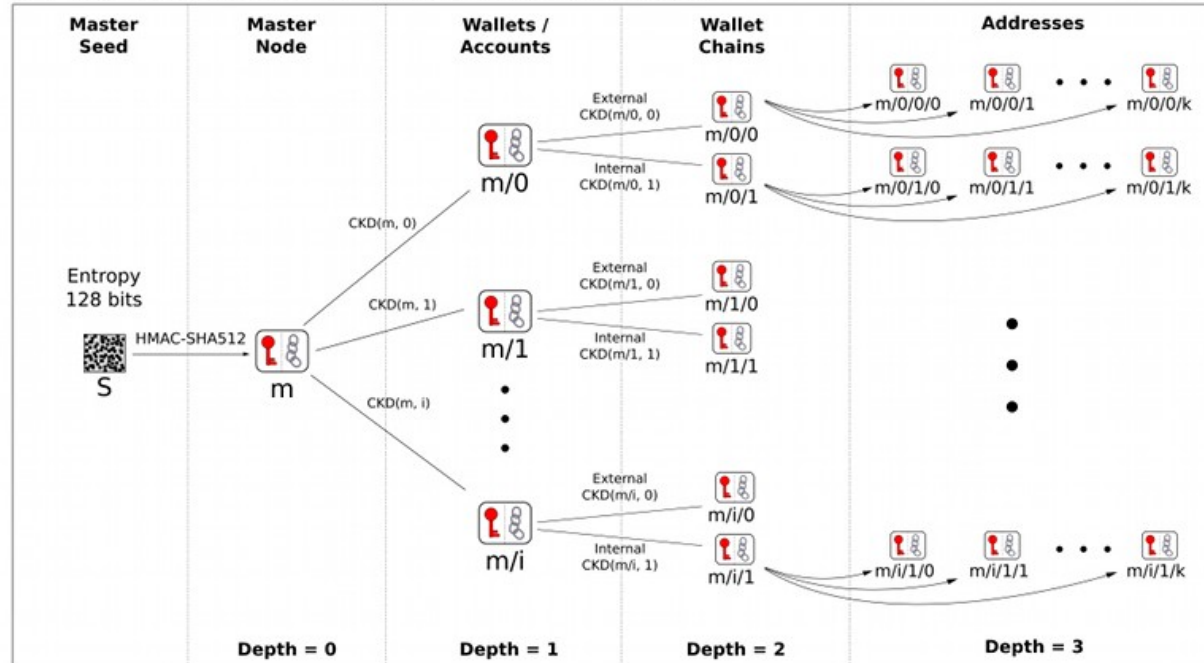 Master
Seed
Master
Node
Wallets /
Accounts
Wallet
Chains
Addresses
Entropy
128 bits
S
HMAC-SHA512
m
CKD(m, 0)
CKD(m, 1)
CKD(m, i)
m/0
m/1
m/i
External
CKD(m/0, 0)
Internal
CKD(m/0, 1)
External
CKD(m/1, 0)
Internal
CKD(m/1, 1)
External
CKD(m/i, 0)
Internal
CKD(m/i, 1)
m/0/0
m/0/1
m/1/0
m/1/1
m/i/0
m/i/1
m/0/0/0
m/0/0/1
m/0/0/k
m/0/1/0
m/0/1/1
m/0/1/k
m/i/1/0
m/i/1/1
m/i/1/k
Depth = 0
Depth = 1
Depth = 2
Depth = 3